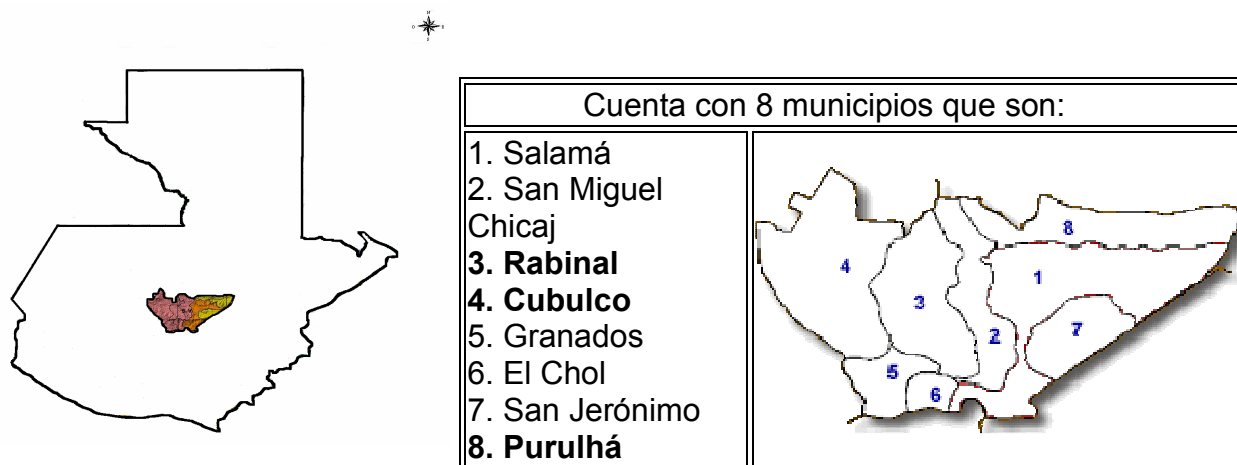 Cuenta con 8 municipios que son:
1. Salamá
2. San Miguel
Chicaj
3. Rabinal
4. Cubulco
5. Granados
6. El Chol
7. San Jerónimo
8. Purulhá
8
4
1
3
7
2
5
6